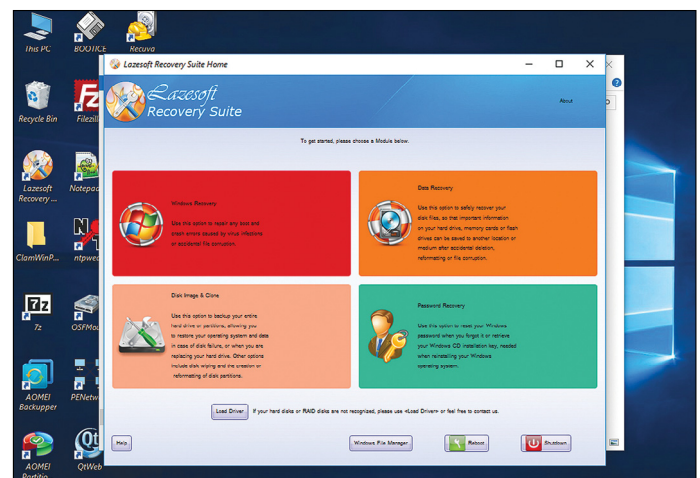 This PC
BOOTICE
Recuva
Recycle Bin
Filezill
Lazesoft
Recovery ...
Notepad
ClamWinP...
ntpwed
7z
OSFMou
AOMEI
Backupper
PENetw
AOMEI
Partitio
Qt
QtWeb
Lazesoft Recovery Suite Home
Lazesoft
Recovery Suite
About
To get started, please choose a Module below.
Windows Recovery
Use this option to repair any boot and
crash errors caused by virus infections
or accidental file corruption.
Data Recovery
Use this option to safely recover your
disk files, so that important information
on your hard drive, memory cards or flash
drives can be saved to another location or
medium after accidental deletion,
reformatting or file corruption.
Disk Image & Clone
Use this option to backup your entire
hard drive or partitions, allowing you
to restore your operating system and data
in case of disk failure, or when you are
replacing your hard drive. Other options
include disk wiping and the creation or
reformatting of disk partitions.
Password Recovery
Use this option to reset your Windows
password when you forgot it or retrieve
your Windows CD installation key, needed
when reinstalling your Windows
operating system.
Load Driver
If your hard disks or RAID disks are not recognized, please use <Load Driver> or feel free to contact us.
Help
Windows File Manager
Reboot
Shutdown